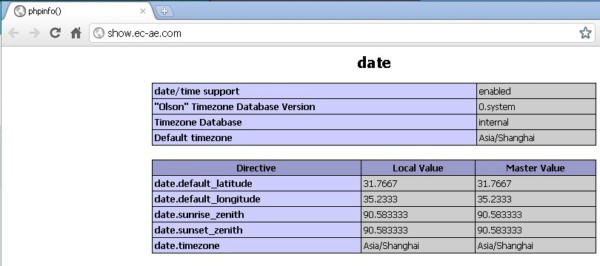 phpinfo()
show.ec-ae.com
date
date/time support enabled
"Olson" Timezone Database Version 0.system
Timezone Database internal
Default timezone Asia/Shanghai
Directive Local Value Master Value
date.default_latitude 31.7667 31.7667
date.default_longitude 35.2333 35.2333
date.sunrise_zenith 90.583333 90.583333
date.sunset_zenith 90.583333 90.583333
date.timezone Asia/Shanghai Asia/Shanghai